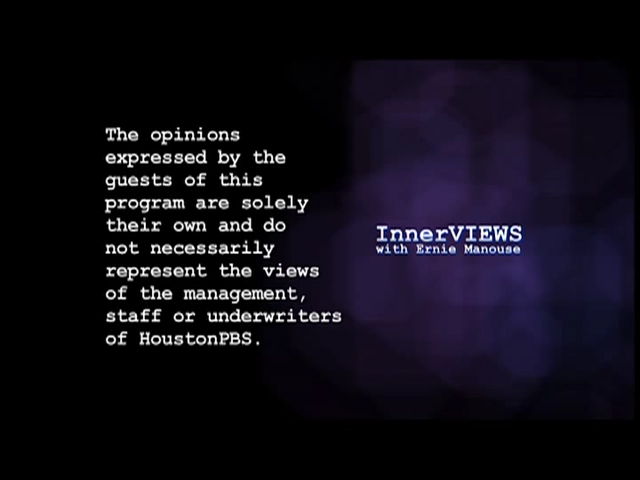 The opinions
expressed by the
guests of this
program are solely
their own and do
not necessarily
represent the views
of the management,
staff or underwriters
of HoustonPBS.
InnerVIEWS
with Ernie Manouse